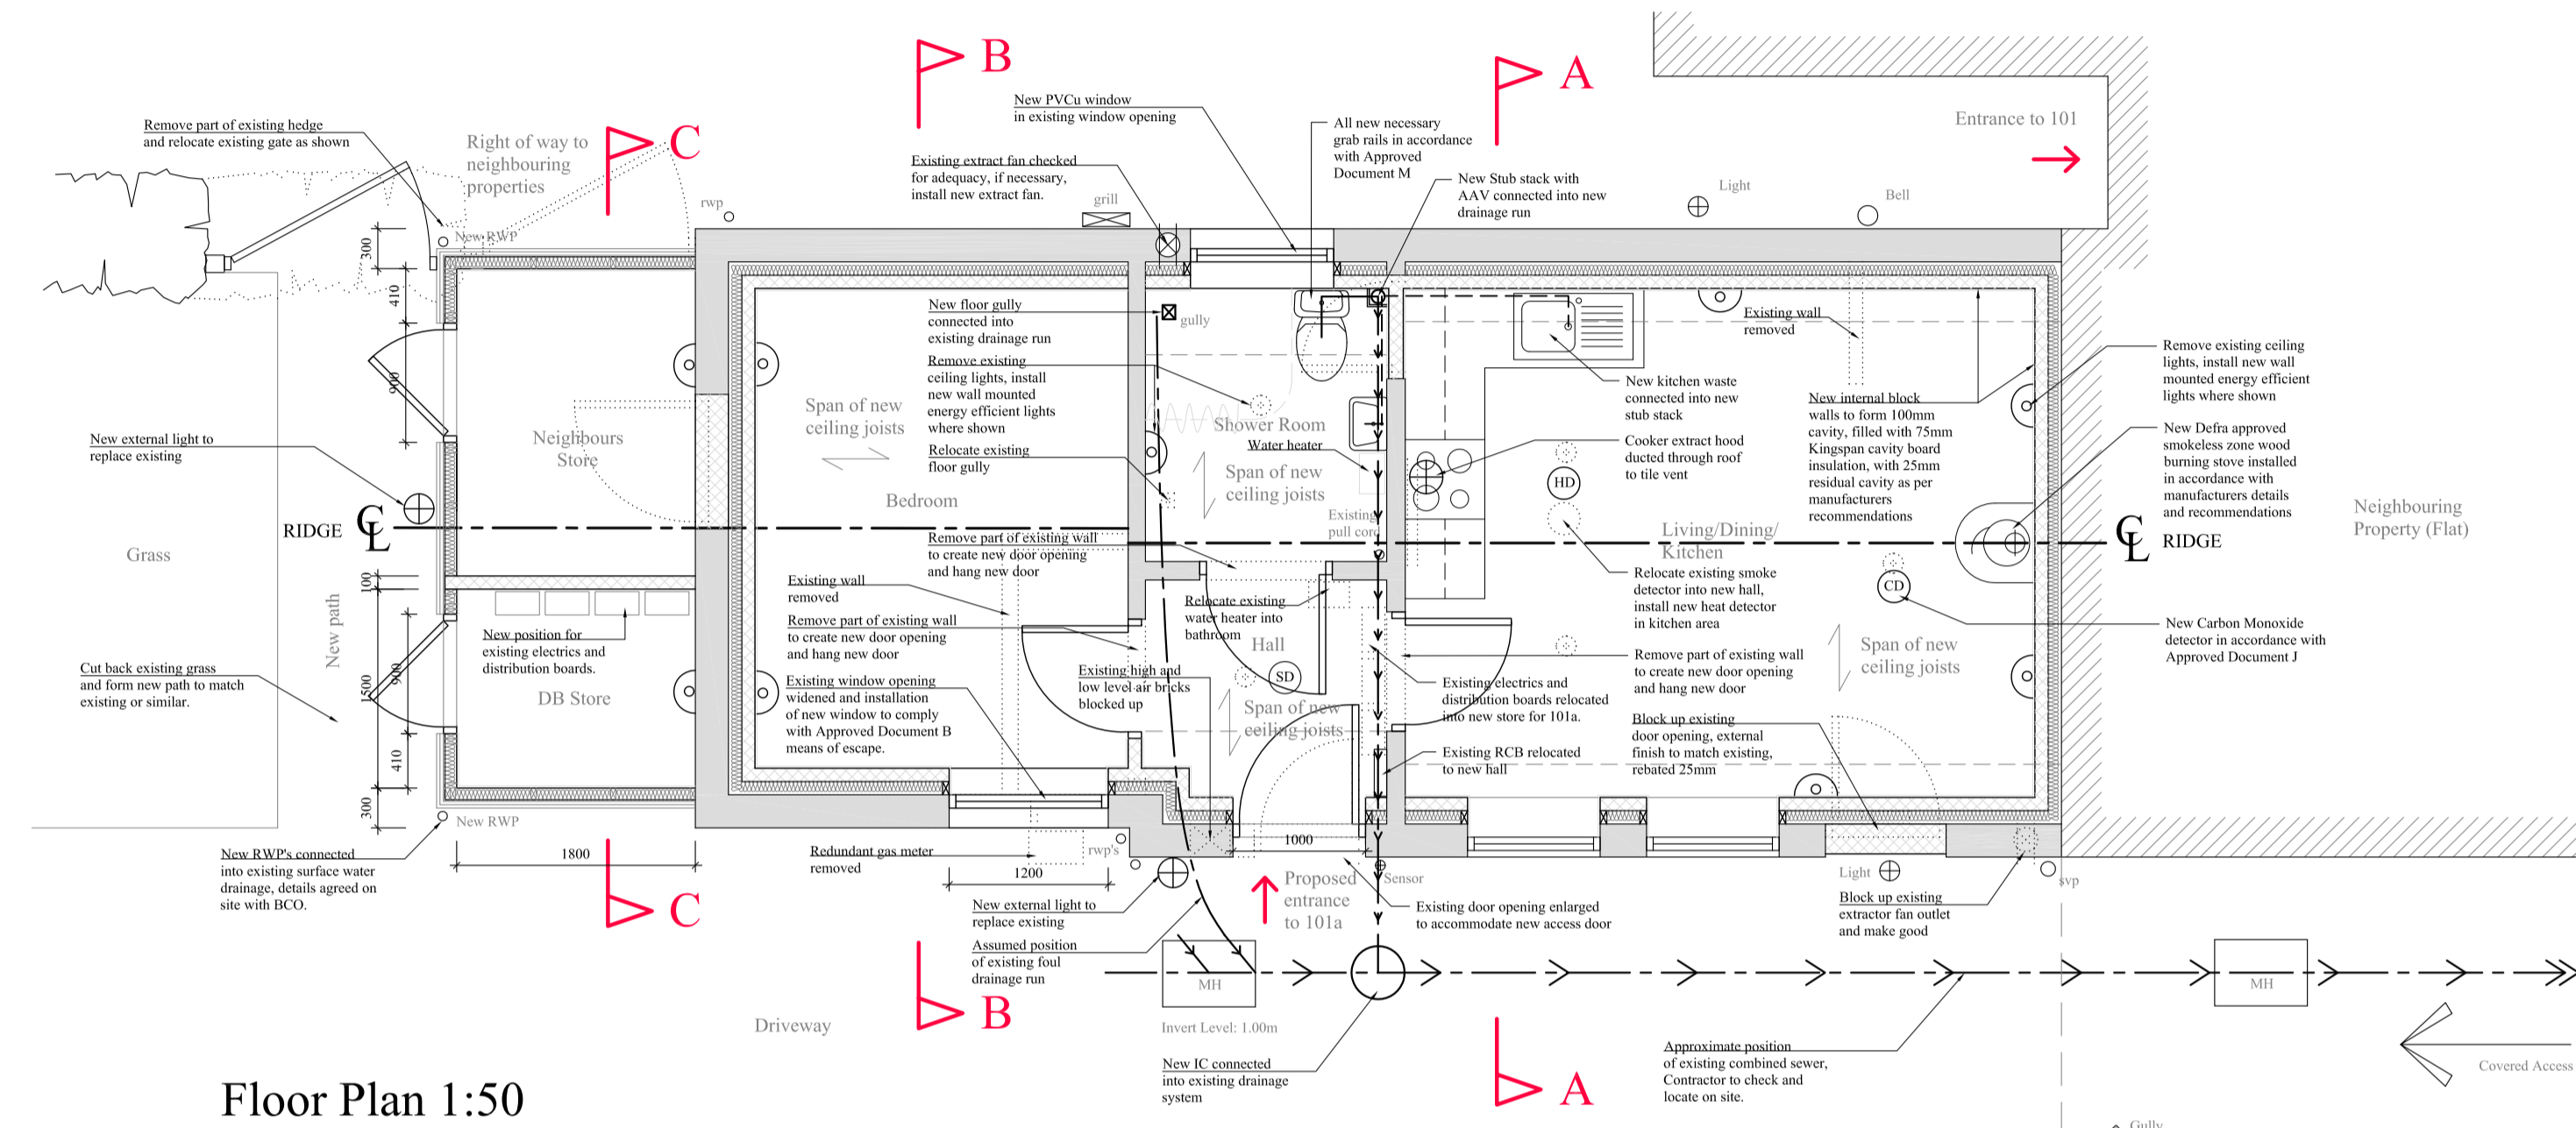 B
A
C
Remove part of existing hedge
and relocate existing gate as shown
Right of way to
neighbouring
properties
New PVCu window
in existing window opening
Existing extract fan checked
for adequacy, if necessary,
install new extract fan.
All new necessary
grab rails in accordance
with Approved
Document M
New Stub stack with
AAV connected into new
drainage run
Entrance to 101
Light
Bell
rwp
grill
New RWP
300
410
900
100
1500
900
410
300
New floor gully
connected into
existing drainage run
gully
Remove existing
ceiling lights, install
new wall mounted
energy efficient lights
where shown
Relocate existing
floor gully
Span of new
ceiling joists
Bedroom
Neighbours
Store
Shower Room
Water heater
Span of new
ceiling joists
Existing
pull cord
New kitchen waste
connected into new
stub stack
Cooker extract hood
ducted through roof
to tile vent
HD
Existing wall
removed
New internal block
walls to form 100mm
cavity, filled with 75mm
Kingspan cavity board
insulation, with 25mm
residual cavity as per
manufacturers
recommendations
Living/Dining/
Kitchen
CD
Remove existing ceiling
lights, install new wall
mounted energy efficient
lights where shown
New Defra approved
smokeless zone wood
burning stove installed
in accordance with
manufacturers details
and recommendations
Neighbouring
Property (Flat)
RIDGE
RIDGE
New external light to
replace existing
Grass
New path
Cut back existing grass
and form new path to match
existing or similar.
New position for
existing electrics and
distribution boards.
DB Store
Existing wall
removed
Remove part of existing wall
to create new door opening
and hang new door
Remove part of existing wall
to create new door opening
and hang new door
Existing window opening
widened and installation
of new window to comply
with Approved Document B
means of escape.
Existing high and
low level air bricks
blocked up
Relocate existing
water heater into
bathroom
Hall
SD
Span of new
ceiling joists
Relocate existing smoke
detector into new hall,
install new heat detector
in kitchen area
Remove part of existing wall
to create new door opening
and hang new door
Existing electrics and
distribution boards relocated
into new store for 101a.
Existing RCB relocated
to new hall
Block up existing
door opening, external
finish to match existing,
rebated 25mm
Span of new
ceiling joists
New Carbon Monoxide
detector in accordance with
Approved Document J
New RWP
New RWP's connected
into existing surface water
drainage, details agreed on
site with BCO.
1800
C
Redundant gas meter
removed
rwp's
1200
1000
New external light to
replace existing
Assumed position
of existing foul
drainage run
Proposed
entrance
to 101a
Sensor
Existing door opening enlarged
to accommodate new access door
Light
Block up existing
extractor fan outlet
and make good
svp
MH
MH
Invert Level: 1.00m
B
Driveway
New IC connected
into existing drainage
system
A
Approximate position
of existing combined sewer,
Contractor to check and
locate on site.
Covered Access
Gully
Floor Plan 1:50